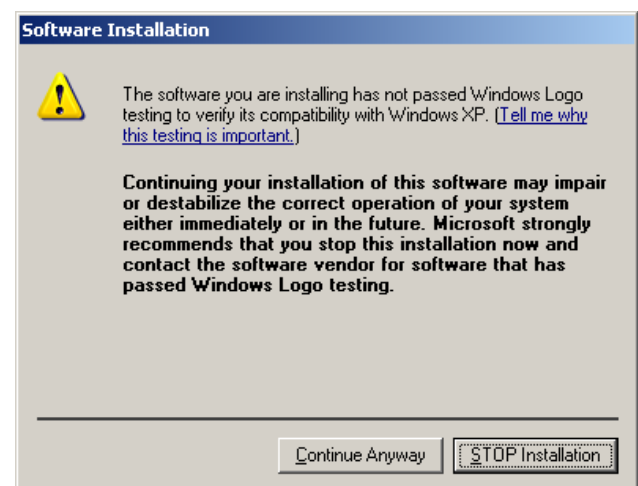 Software Installation
The software you are installing has not passed Windows Logo
testing to verify its compatibility with Windows XP. (Tell me why
this testing is important.)
Continuing your installation of this software may impair
or destabilize the correct operation of your system
either immediately or in the future. Microsoft strongly
recommends that you stop this installation now and
contact the software vendor for software that has
passed Windows Logo testing.
Continue Anyway STOP Installation